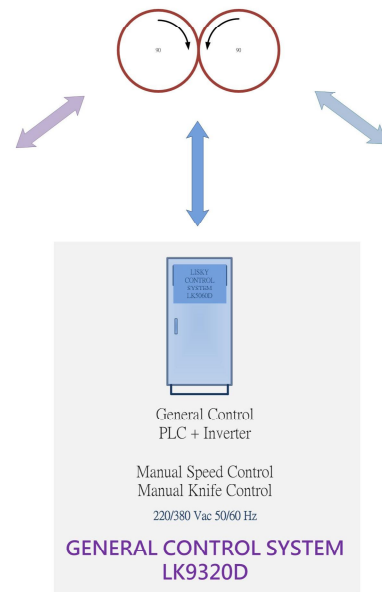 90 90
LISKY
CONTROL
SYSTEM
LK5060D
General Control
PLC + Inverter
Manual Speed Control
Manual Knife Control
220/380 Vac 50/60 Hz
GENERAL CONTROL SYSTEM
LK9320D